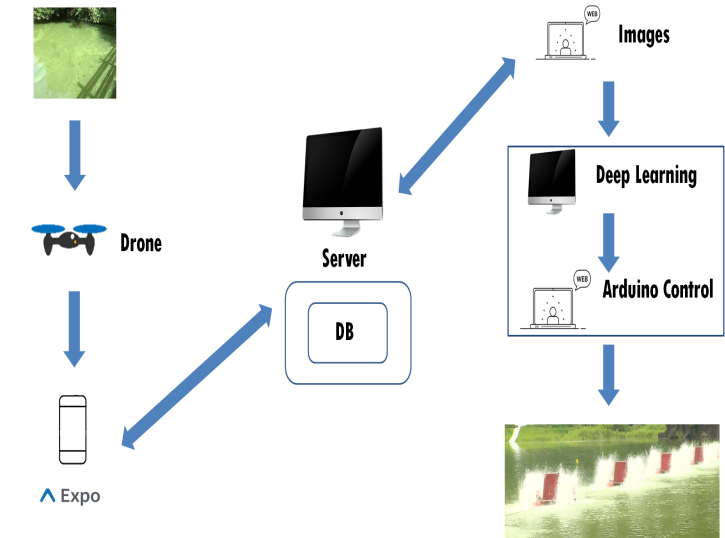 WEB
Images
Deep Learning
Drone
Server
WEB
Arduino Control
DB
Expo